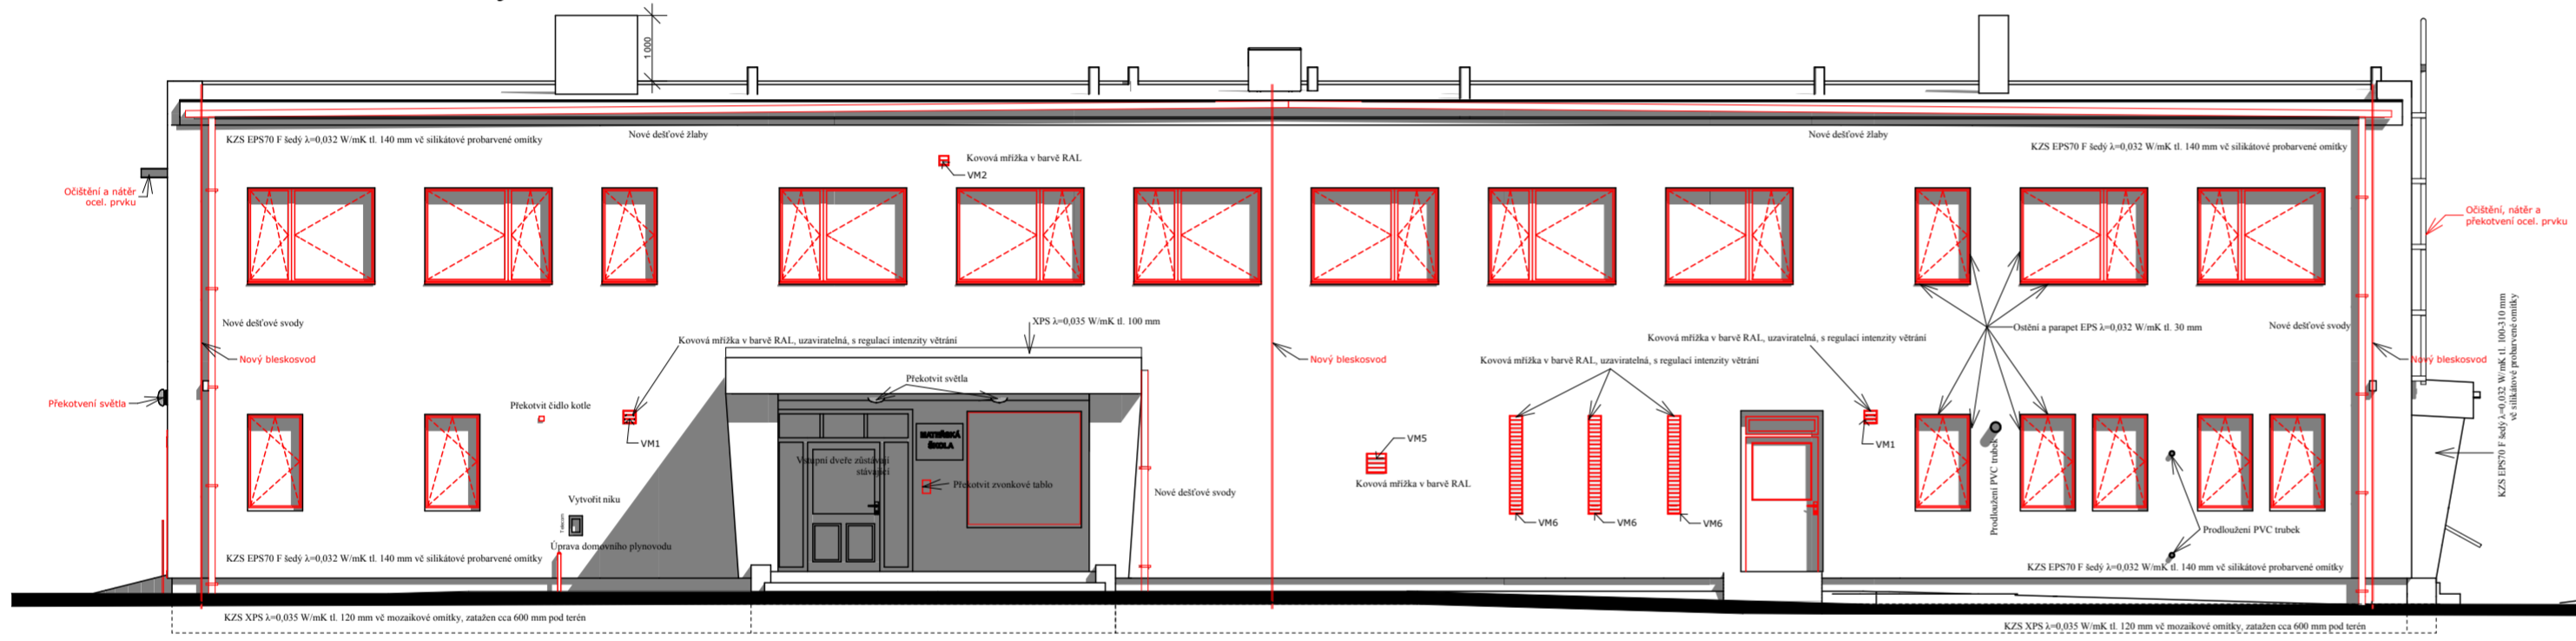 1 000
KZS EPS70 F šedý λ=0,032 W/mK tl. 140 mm vč silikátové probarvené omítky
Nové dešťové žlaby
Nové dešťové žlaby
KZS EPS70 F šedý λ=0,032 W/mK tl. 140 mm vč silikátové probarvené omítky
Kovová mřížka v barvě RAL
VM2
Očištění a nátěr
ocel. prvku
Očištění, nátěr a
překotvení ocel. prvku
Nové dešťové svody
XPS λ=0,035 W/mK tl. 100 mm
Ostění a parapet EPS λ=0,032 W/mK tl. 30 mm
Nové dešťové svody
Kovová mřížka v barvě RAL, uzaviratelná, s regulací intenzity větrání
Kovová mřížka v barvě RAL, uzaviratelná, s regulací intenzity větrání
Nový bleskosvod
Nový bleskosvod
Kovová mřížka v barvě RAL, uzaviratelná, s regulací intenzity větrání
Nový bleskosvod
KZS EPS70 F šedý λ=0,032 W/mK tl. 100-310 mm
vč silikátové probarvené omítky
Překotvit světla
Překotvení světla
Překotvit čidlo kotle
VM1
MATEŘSKÁ
ŠKOLA
VM5
VM1
Vstupní dveře zůstávají
stávající
Překotvit zvonkové tablo
Kovová mřížka v barvě RAL
Prodloužení PVC trubek
Vytvořit niku
Telecom
Nové dešťové svody
VM6
VM6
VM6
Prodloužení PVC trubek
Úprava domovního plynovodu
KZS EPS70 F šedý λ=0,032 W/mK tl. 140 mm vč silikátové probarvené omítky
KZS EPS70 F šedý λ=0,032 W/mK tl. 140 mm vč silikátové probarvené omítky
KZS XPS λ=0,035 W/mK tl. 120 mm vč mozaikové omítky, zatažen cca 600 mm pod terén
KZS XPS λ=0,035 W/mK tl. 120 mm vč mozaikové omítky, zatažen cca 600 mm pod terén